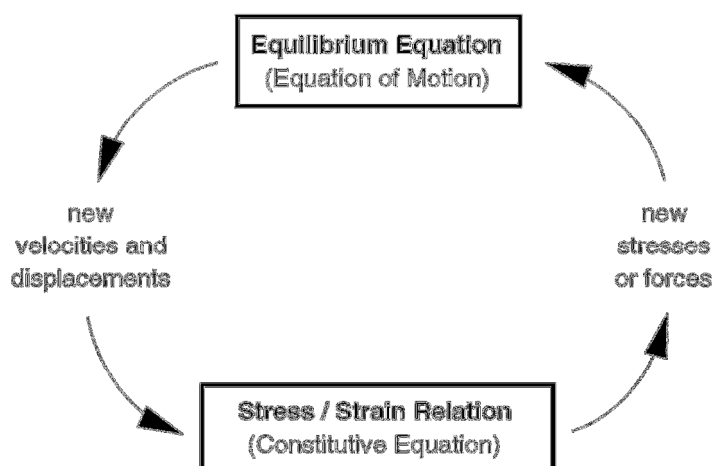 Equilibrium Equation
(Equation of Motion)
new
velocities and
displacements
new
stresses
or forces
Stress / Strain Relation
(Constitutive Equation)